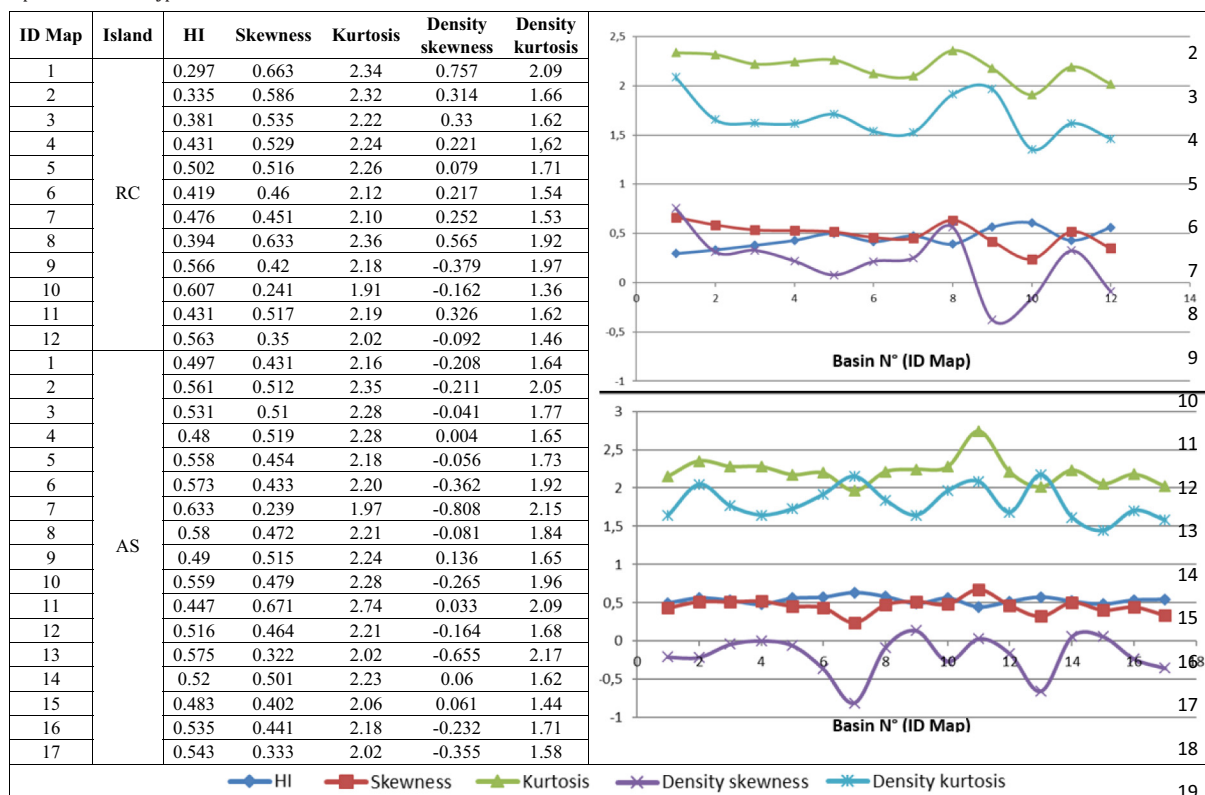 ID Map Island HI Skewness Kurtosis Density skewness Density kurtosis
1 RC 0.297 0.663 2.34 0.757 2.09
2 0.335 0.586 2.32 0.314 1.66
3 0.381 0.535 2.22 0.33 1.62
4 0.431 0.529 2.24 0.221 1,62
5 0.502 0.516 2.26 0.079 1.71
6 0.419 0.46 2.12 0.217 1.54
7 0.476 0.451 2.10 0.252 1.53
8 0.394 0.633 2.36 0.565 1.92
9 0.566 0.42 2.18 -0.379 1.97
10 0.607 0.241 1.91 -0.162 1.36
11 0.431 0.517 2.19 0.326 1.62
12 0.563 0.35 2.02 -0.092 1.46
1 AS 0.497 0.431 2.16 -0.208 1.64
2 0.561 0.512 2.35 -0.211 2.05
3 0.531 0.51 2.28 -0.041 1.77
4 0.48 0.519 2.28 0.004 1.65
5 0.558 0.454 2.18 -0.056 1.73
6 0.573 0.433 2.20 -0.362 1.92
7 0.633 0.239 1.97 -0.808 2.15
8 0.58 0.472 2.21 -0.081 1.84
9 0.49 0.515 2.24 0.136 1.65
10 0.559 0.479 2.28 -0.265 1.96
11 0.447 0.671 2.74 0.033 2.09
12 0.516 0.464 2.21 -0.164 1.68
13 0.575 0.322 2.02 -0.655 2.17
14 0.52 0.501 2.23 0.06 1.62
15 0.483 0.402 2.06 0.061 1.44
16 0.535 0.441 2.18 -0.232 1.71
17 0.543 0.333 2.02 -0.355 1.58
2,5
2
1,5
1
0,5
0
-0,5
-1
0 2 4 6 8 10 12 14
Basin N° (ID Map)
3
2,5
2
1,5
1
0,5
0
-0,5
-1
0 2 4 6 8 10 12 14 16 18
Basin N° (ID Map)
2
3
4
5
6
7
8
9
10
11
12
13
14
15
16
17
18
19
HI Skewness Kurtosis Density skewness Density kurtosis